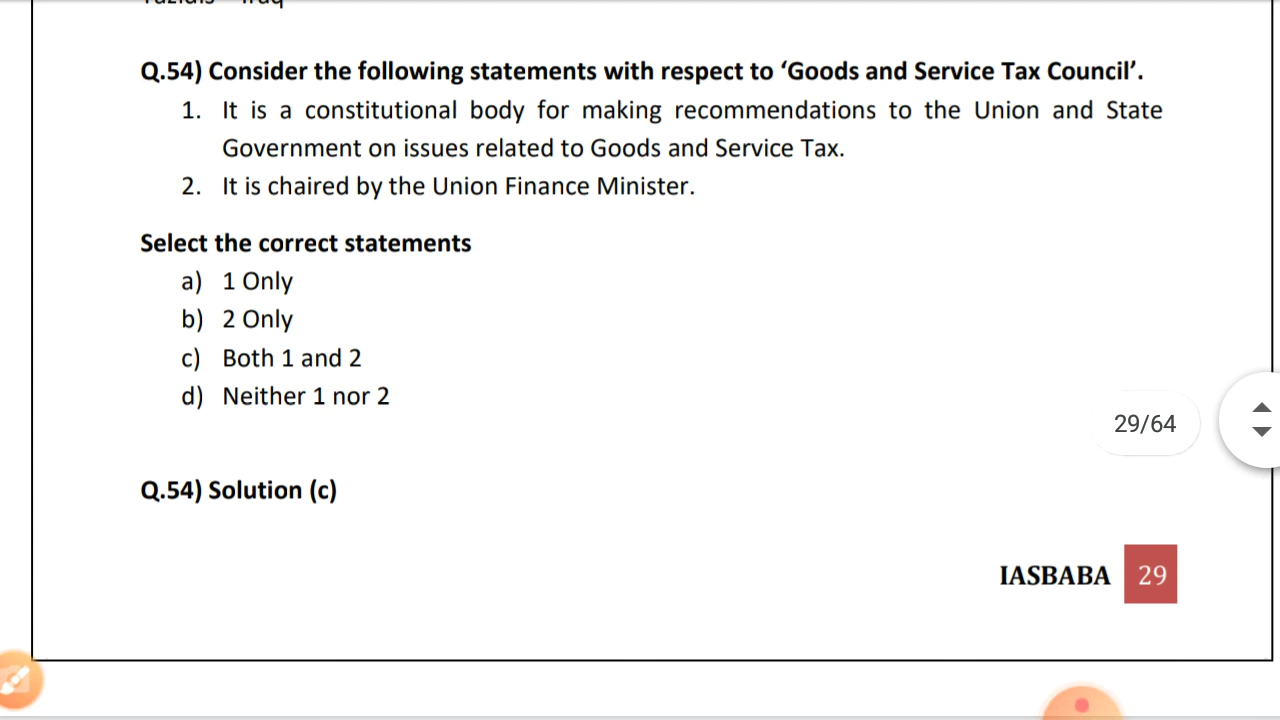 Q.54) Consider the following statements with respect to ‘Goods and Service Tax Council’.
1. It is a constitutional body for making recommendations to the Union and State
Government on issues related to Goods and Service Tax.
2. It is chaired by the Union Finance Minister.
Select the correct statements
a) 1 Only
b) 2 Only
c) Both 1 and 2
d) Neither 1 nor 2
29/64
Q.54) Solution (c)
IASBABA 29